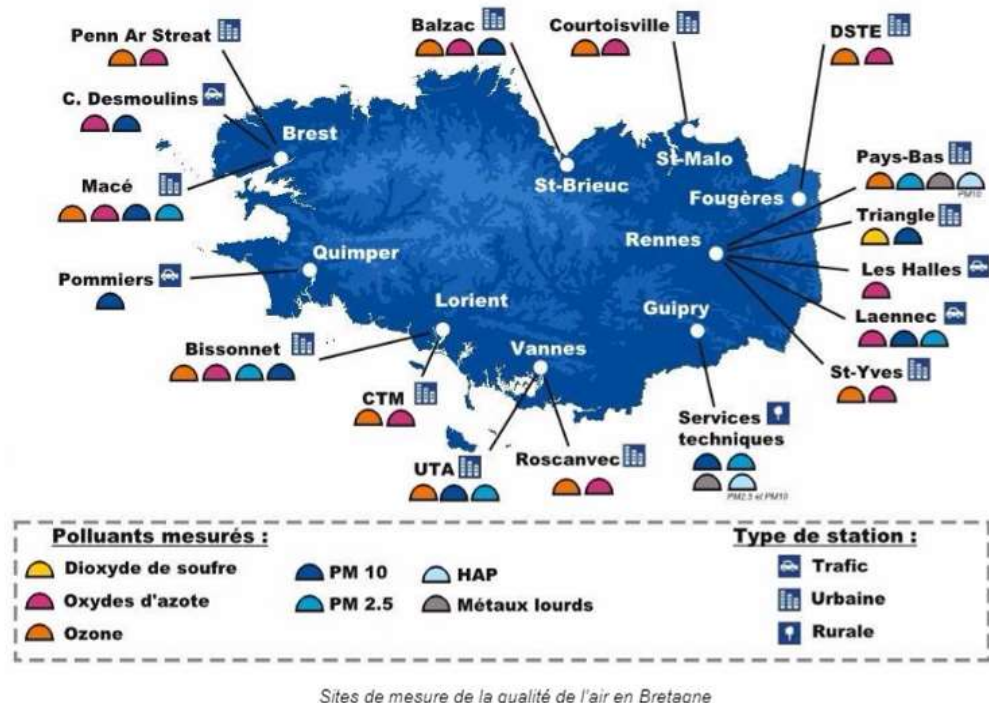 Penn Ar Streat
Balzac
Courtoisville
DSTE
C. Desmoulins
Brest
St-Malo
Pays-Bas
PM10
St-Brieuc
Macé
Fougères
Triangle
Quimper
Rennes
Pommiers
Les Halles
Lorient
Guipry
Laennec
Bissonnet
Vannes
St-Yves
CTM
Services
techniques
PM2.5 et PM10
UTA
Roscanvec
Polluants mesurés :
Dioxyde de soufre
Oxydes d'azote
Ozone
PM 10
PM 2.5
HAP
Métaux lourds
Type de station :
Trafic
Urbaine
Rurale
Sites de mesure de la qualité de l'air en Bretagne